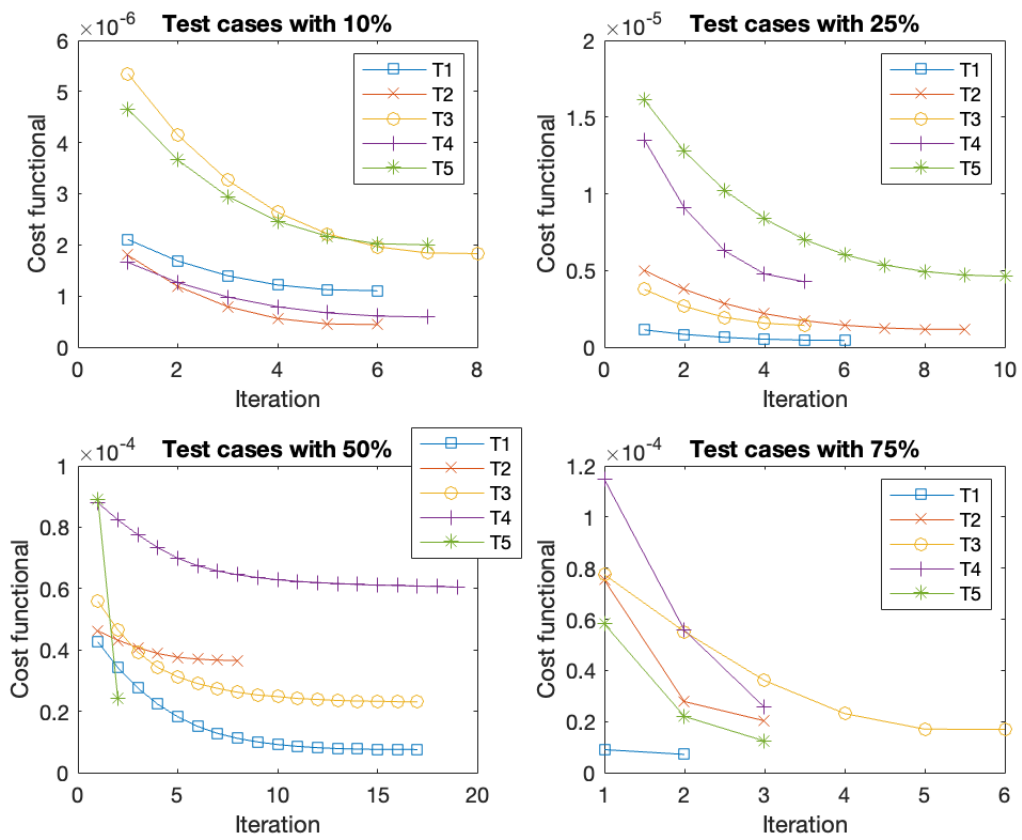 Test cases with 10%
×10-6
6
5
4
3
2
1
0
0 2 4 6 8
Cost functional
Iteration
T1
T2
T3
T4
T5
Test cases with 25%
×10-5
2
1.5
1
0.5
0
0 2 4 6 8 10
Cost functional
Iteration
T1
T2
T3
T4
T5
Test cases with 50%
×10-4
1
0.8
0.6
0.4
0.2
0
0 5 10 15 20
Cost functional
Iteration
T1
T2
T3
T4
T5
Test cases with 75%
×10-4
1.2
1
0.8
0.6
0.4
0.2
0
1 2 3 4 5 6
Cost functional
Iteration
T1
T2
T3
T4
T5